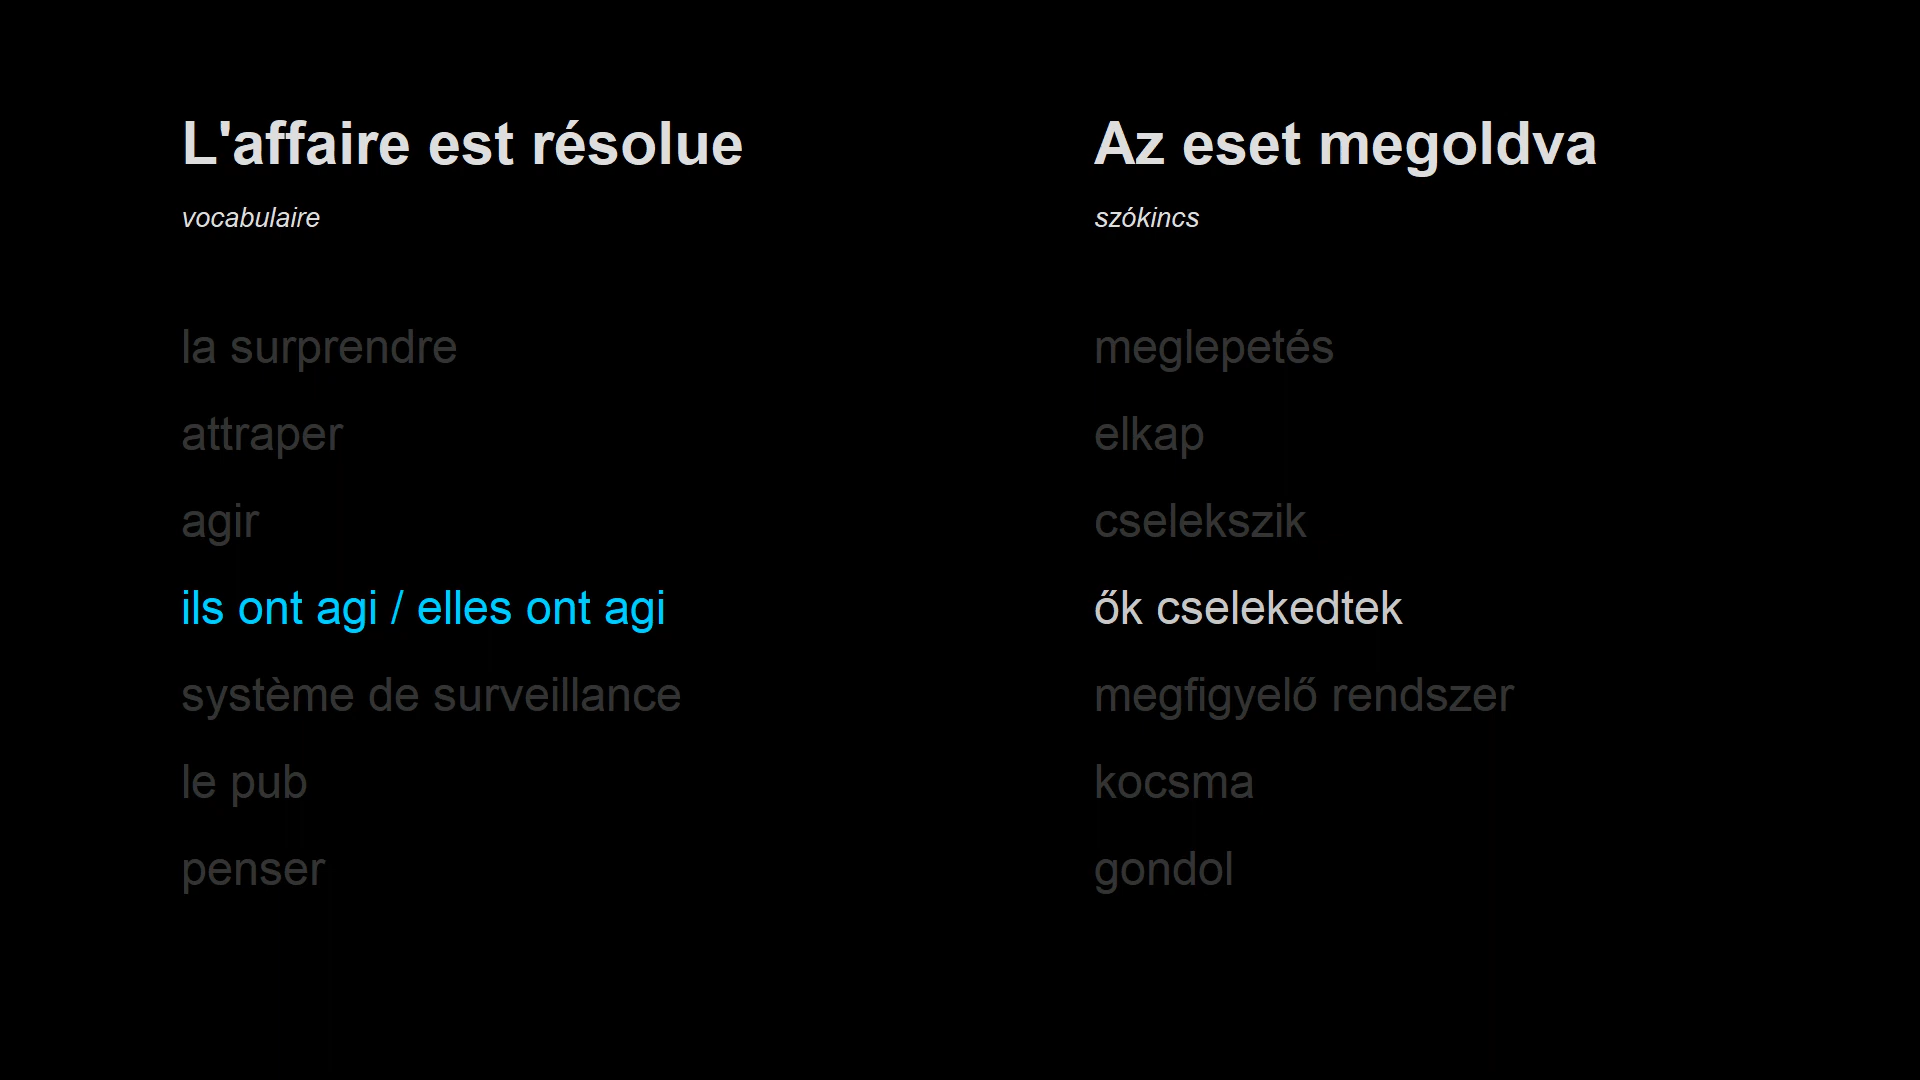 L'affaire est résolue
vocabulaire
la surprendre
attraper
agir
ils ont agi / elles ont agi
système de surveillance
le pub
penser
Az eset megoldva
szókincs
meglepetés
elkap
cselekszik
ők cselekedtek
megfigyelő rendszer
kocsma
gondol